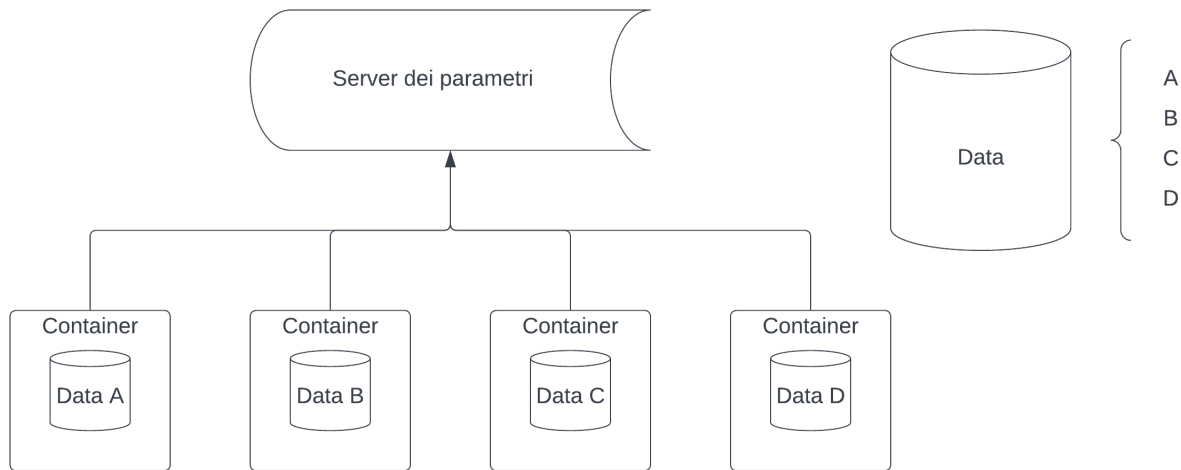 Server dei parametri
Data
A
B
C
D
Container
Data A
Container
Data B
Container
Data C
Container
Data D